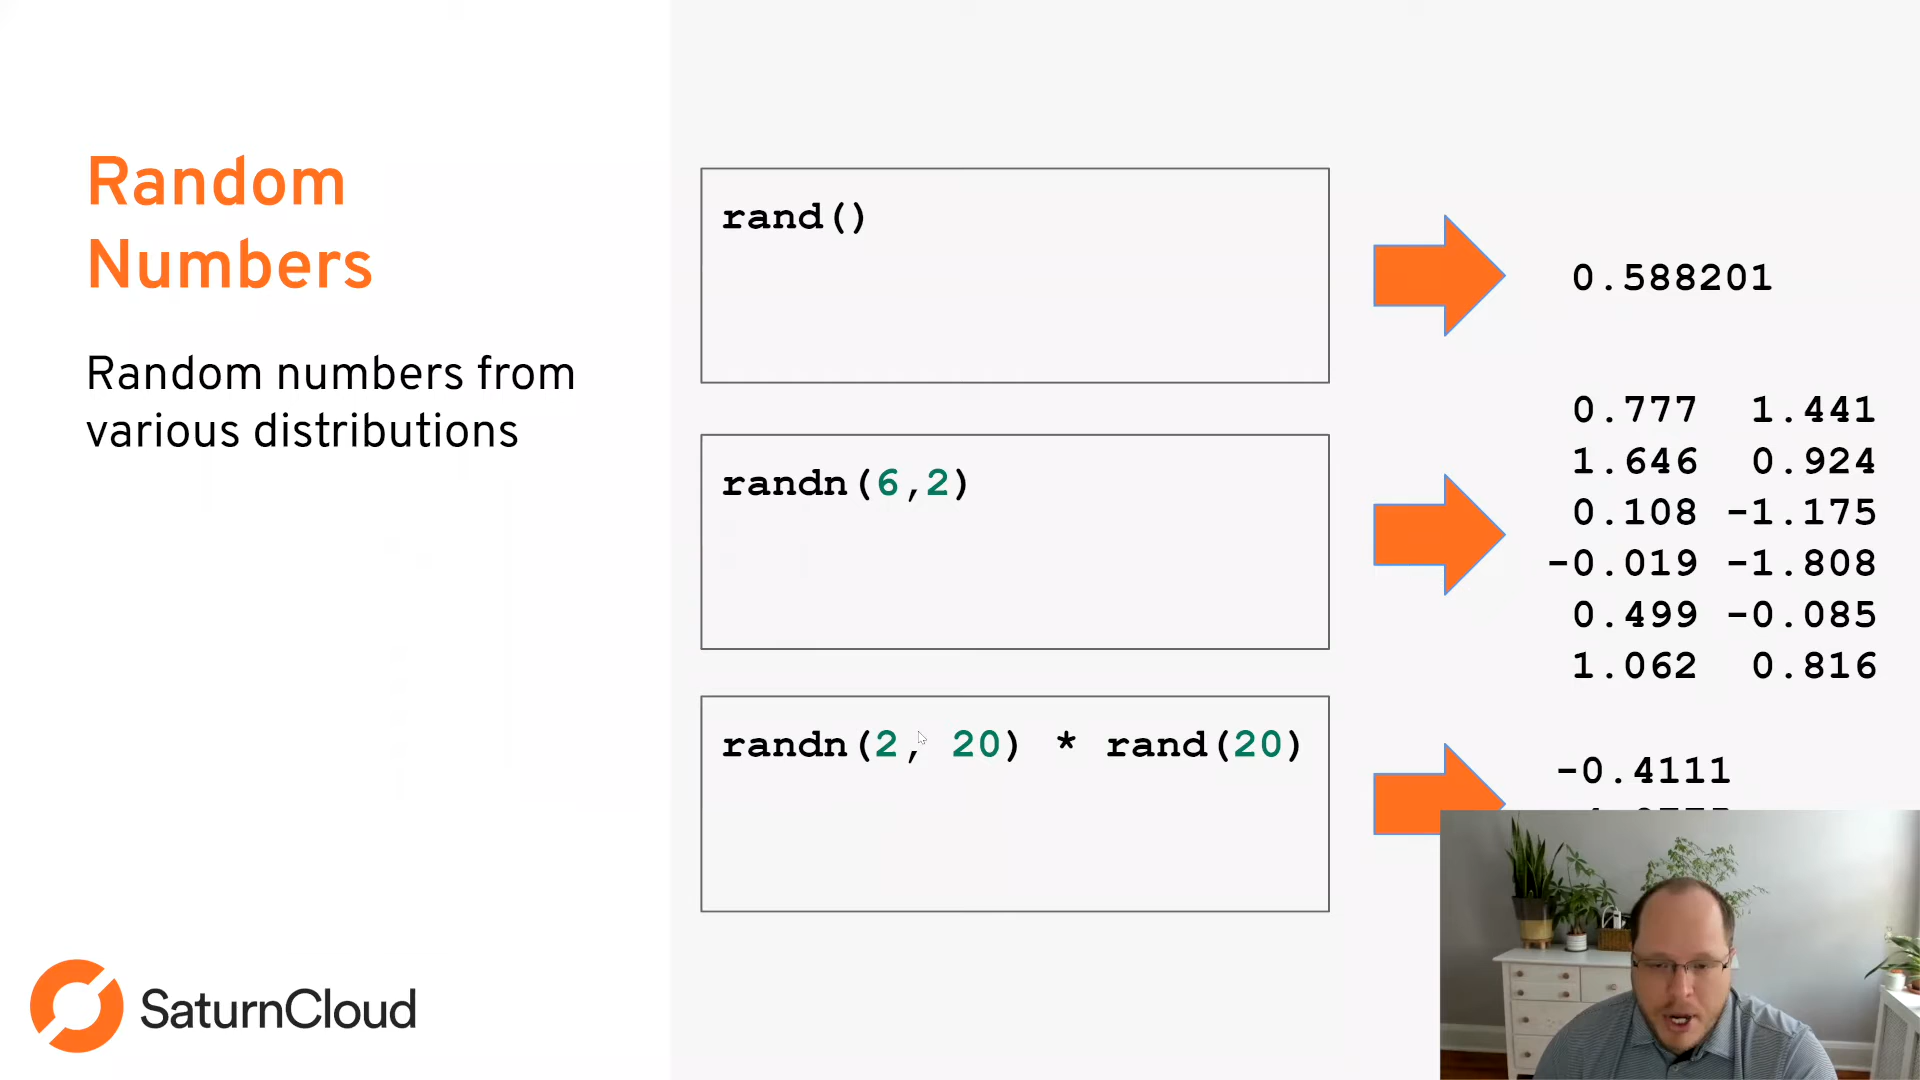 Random
Numbers
Random numbers from
various distributions
rand()
0.588201
randn(6,2)
0.777 1.441
1.646 0.924
0.108 -1.175
-0.019 -1.808
0.499 -0.085
1.062 0.816
randn(2, 20) * rand(20)
-0.4111
SaturnCloud